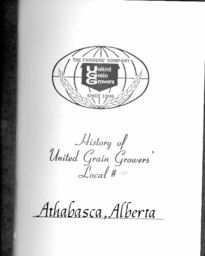 THE FARMERS' COMPANY
United
Grain
Growers
SINCE 1906
History of
United Grain Growers'
Local #
Athabasca, Alberta